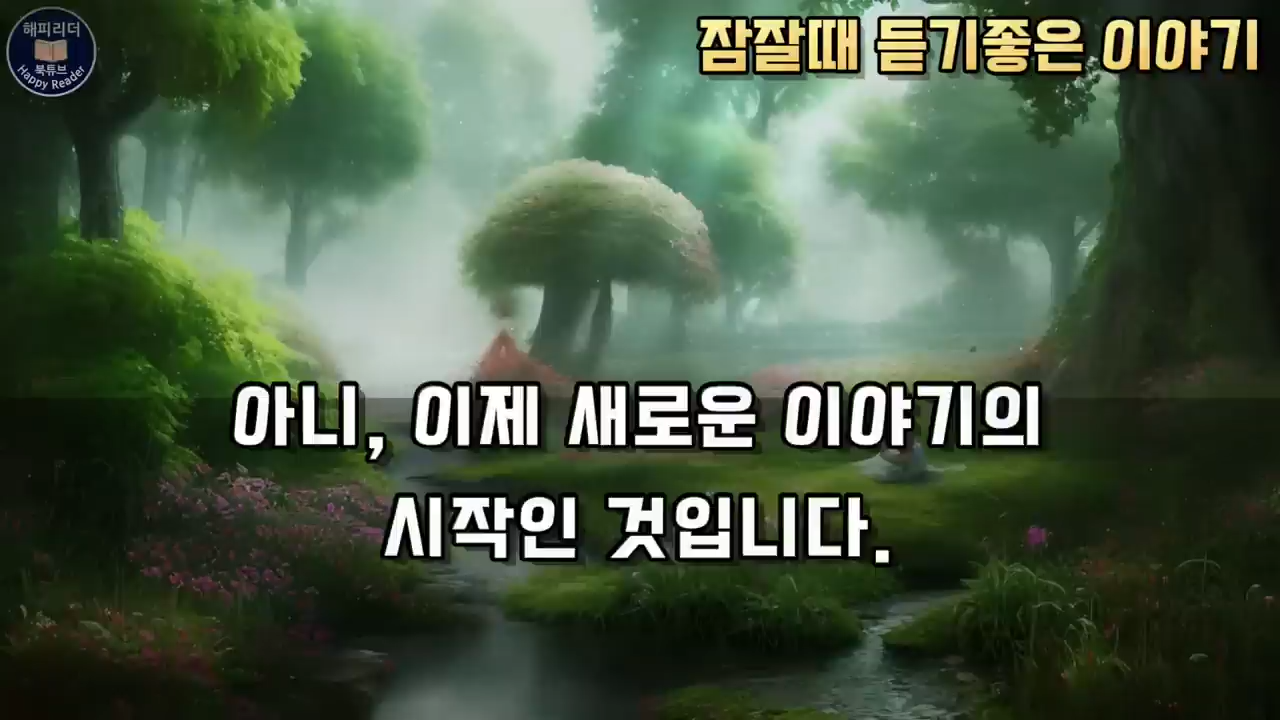 해피리더
북튜브
Happy Reader
잠잘때 듣기좋은 이야기
아니, 이제 새로운 이야기의
시작인 것입니다.